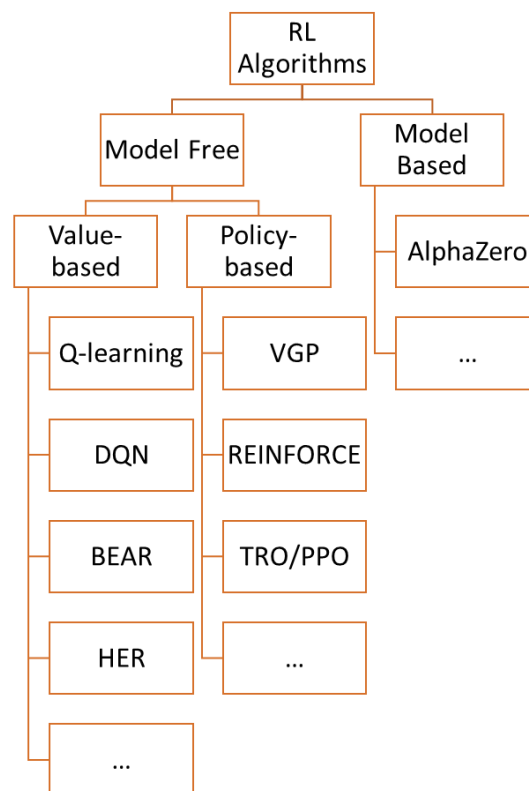 RL
Algorithms
Model Free
Model
Based
Value-
based
Policy-
based
AlphaZero
Q-learning
VGP
...
DQN
REINFORCE
BEAR
TRO/PPO
HER
...
...